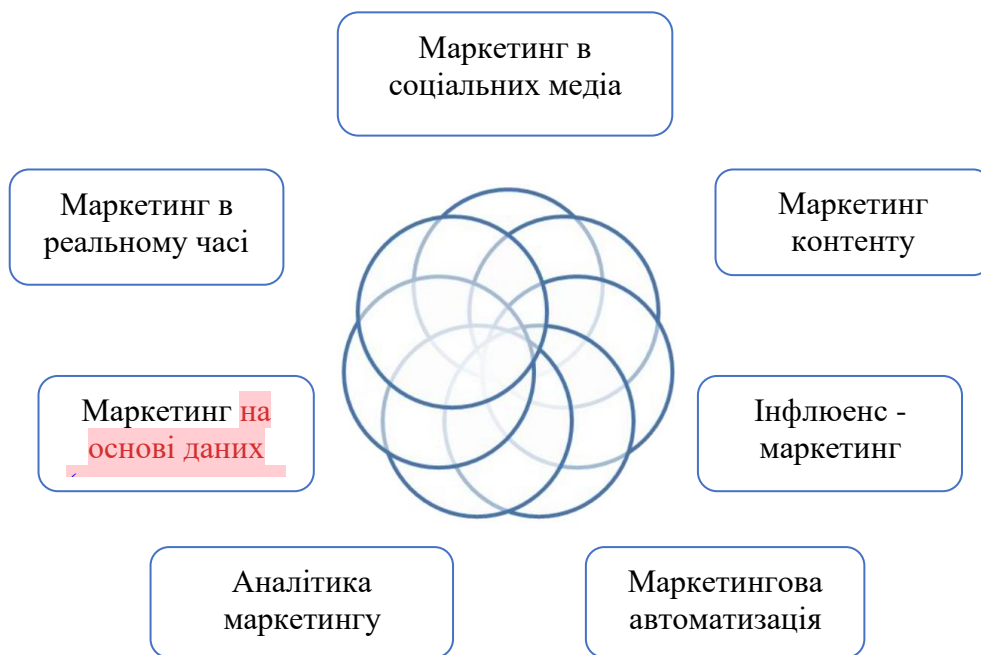 Маркетинг в
соціальних медіа
Маркетинг в
реальному часі
Маркетинг
контенту
Маркетинг на
основі даних
Інфлюенс -
маркетинг
Аналітика
маркетингу
Маркетингова
автоматизація